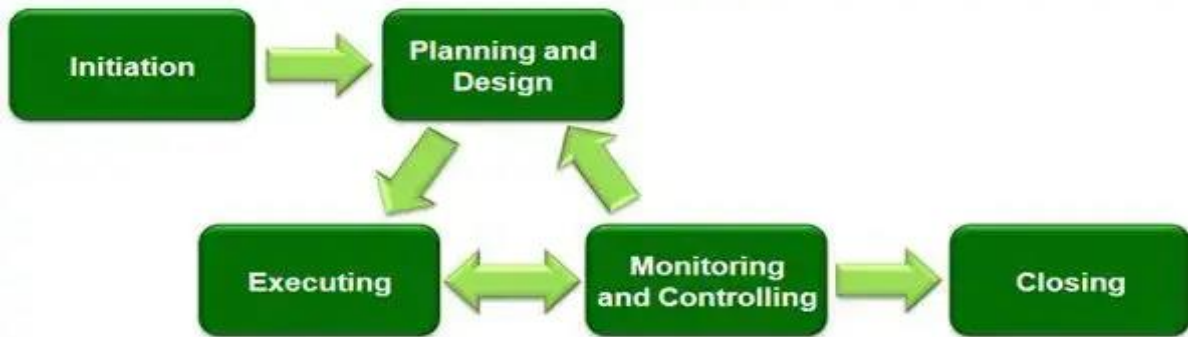 Initiation
Planning and
Design
Executing
Monitoring
and Controlling
Closing